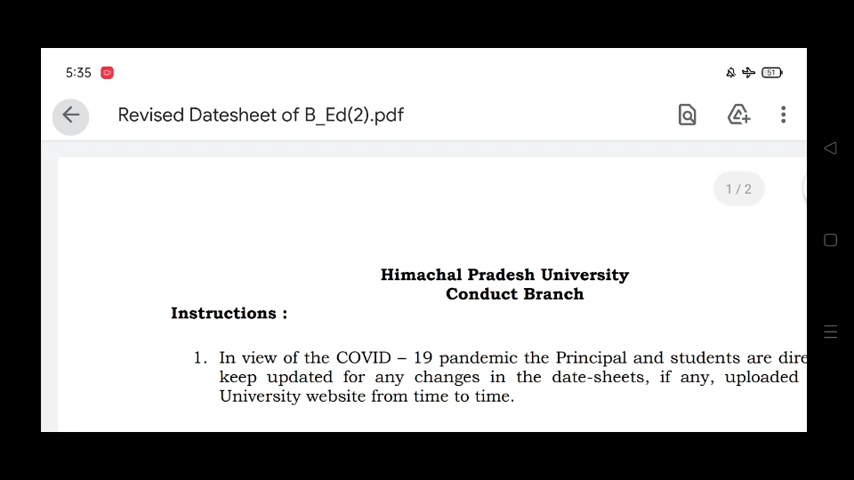 5:35
51
Revised Datesheet of B_Ed(2).pdf
1 / 2
Himachal Pradesh University
Conduct Branch
Instructions :
1. In view of the COVID – 19 pandemic the Principal and students are dire
keep updated for any changes in the date-sheets, if any, uploaded
University website from time to time.